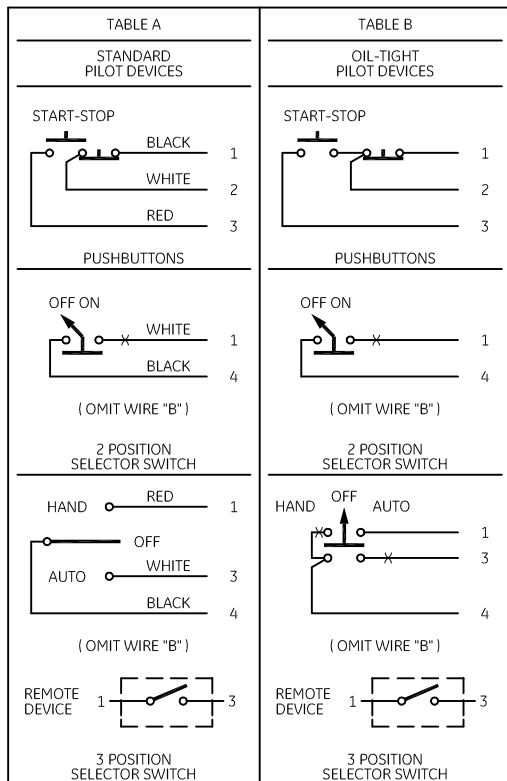 TABLE A
STANDARD
PILOT DEVICES
START-STOP
BLACK 1
WHITE 2
RED 3
PUSHBUTTONS
OFF ON
WHITE 1
BLACK 4
( OMIT WIRE "B" )
2 POSITION
SELECTOR SWITCH
HAND RED 1
OFF
AUTO WHITE 3
BLACK 4
( OMIT WIRE "B" )
REMOTE
DEVICE 1 3
3 POSITION
SELECTOR SWITCH
TABLE B
OIL-TIGHT
PILOT DEVICES
START-STOP
1
2
3
PUSHBUTTONS
OFF ON
1
4
( OMIT WIRE "B" )
2 POSITION
SELECTOR SWITCH
HAND OFF AUTO
1
3
4
( OMIT WIRE "B" )
REMOTE
DEVICE 1 3
3 POSITION
SELECTOR SWITCH